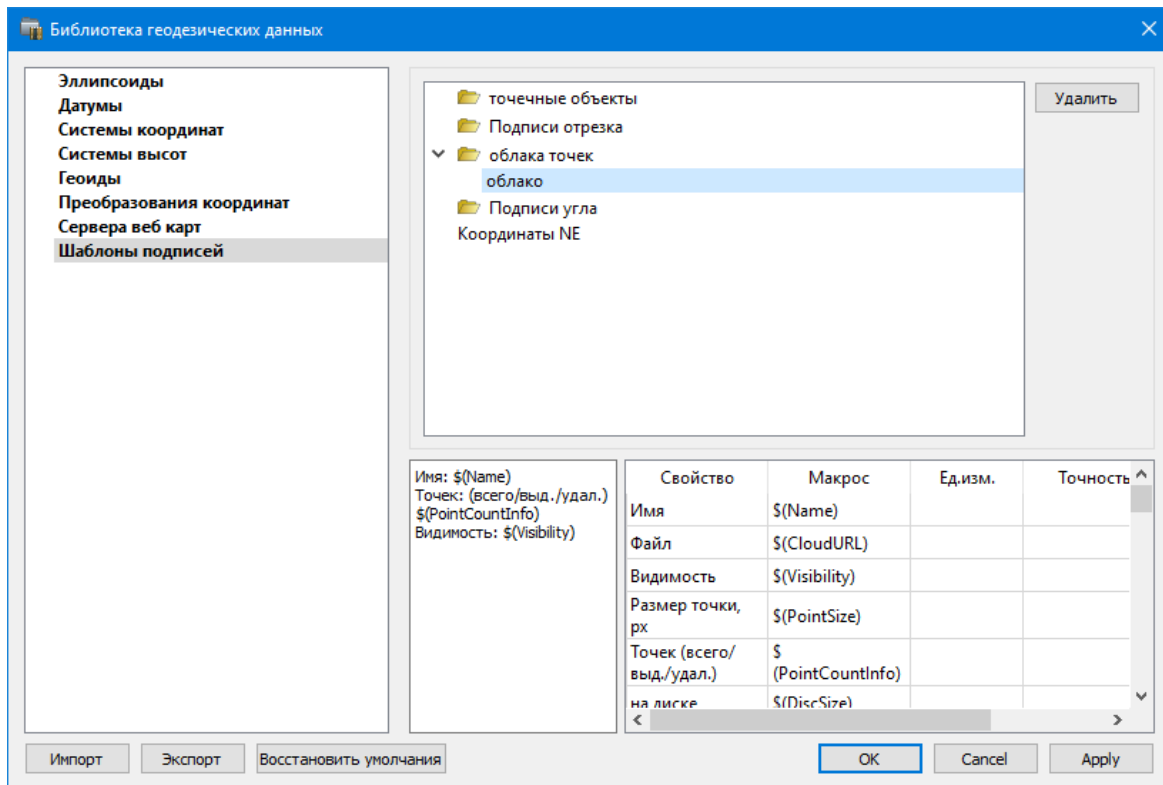 Библиотека геодезических данных
Эллипсоиды
Датумы
Системы координат
Системы высот
Геоиды
Преобразования координат
Сервера веб карт
Шаблоны подписей
точечные объекты
Подписи отрезка
облака точек
облако
Подписи угла
Координаты NE
Удалить
Имя: $(Name)
Точек: (всего/выд./удал.)
$(PointCountInfo)
Видимость: $(Visibility)
Свойство Макрос Ед.изм. Точность
Имя $(Name)
Файл $(CloudURL)
Видимость $(Visibility)
Размер точки,
px $(PointSize)
Точек (всего/ $
выд./удал.) (PointCountInfo)
на диске $(DiscSize)
Импорт Экспорт Восстановить умолчания OK Cancel Apply